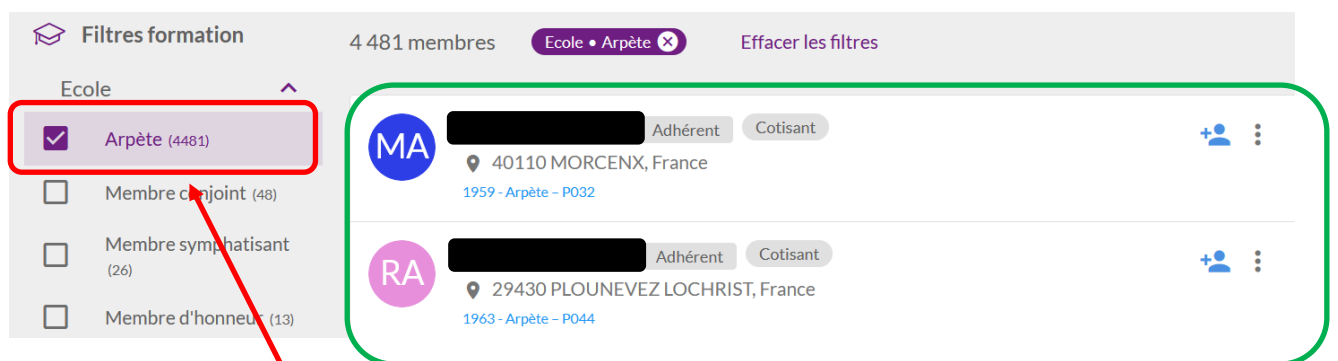 Filtres formation
4 481 membres
Ecole • Arpète
Effacer les filtres
Ecole
Arpète (4481)
Membre conjoint (48)
Membre symphatisant
(26)
Membre d'honneur (13)
MA
Adhérent
Cotisant
40110 MORCENX, France
1959 - Arpète – P032
RA
Adhérent
Cotisant
29430 PLOUNEVEZ LOCHRIST, France
1963 - Arpète – P044